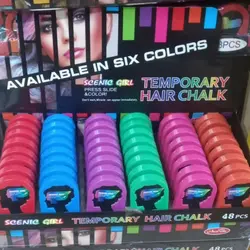 8PCS
AVAILABLE IN SIX COLORS
SCENIC GIRL
PRESS SLIDE
&COLOR!
TEMPORARY
HAIR CHALK
SCENIC GIRL
TEMPORARY HAIR CHALK
48 PCS